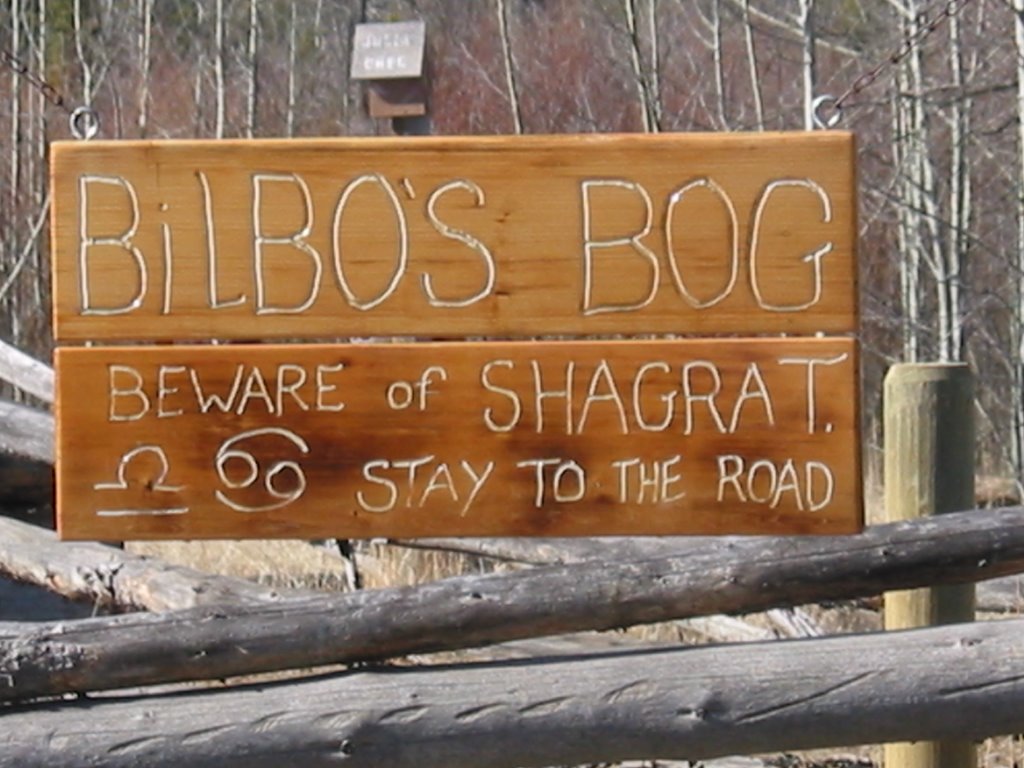 BiLBO'S BOG
BEWARE of SHAGRAT.
♎ ♋ STAY TO THE ROAD